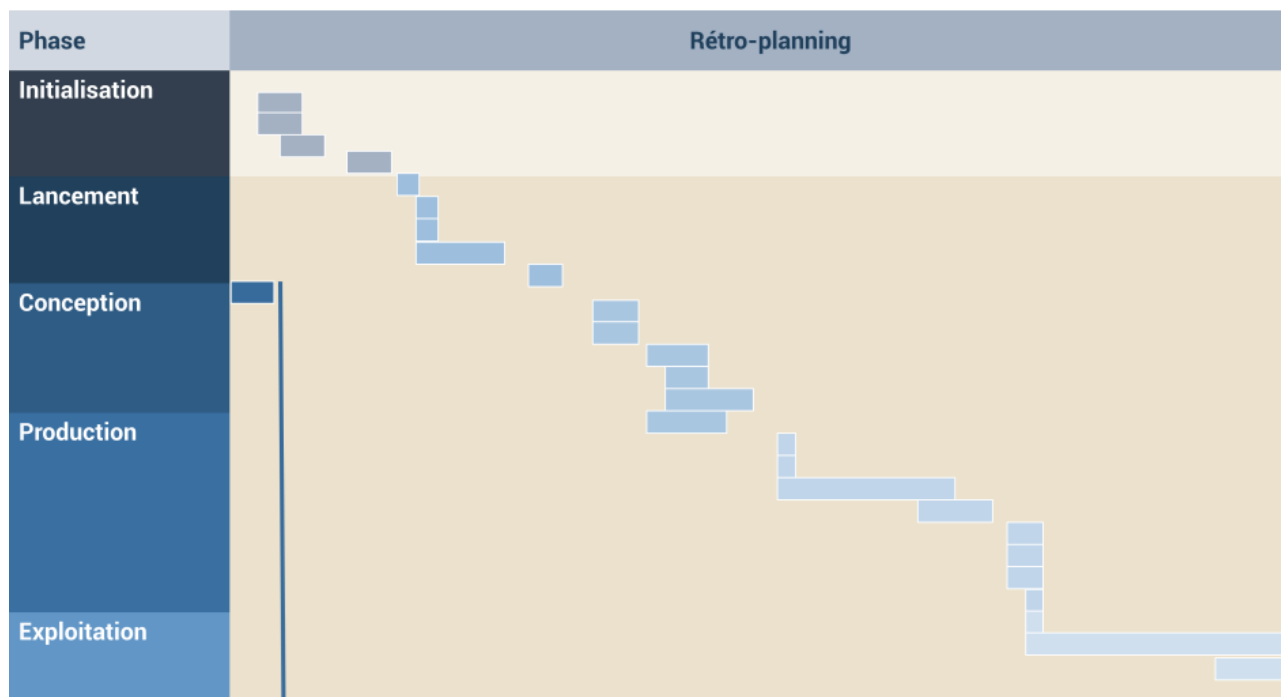 Phase
Rétro-planning
Initialisation
Lancement
Conception
Production
Exploitation